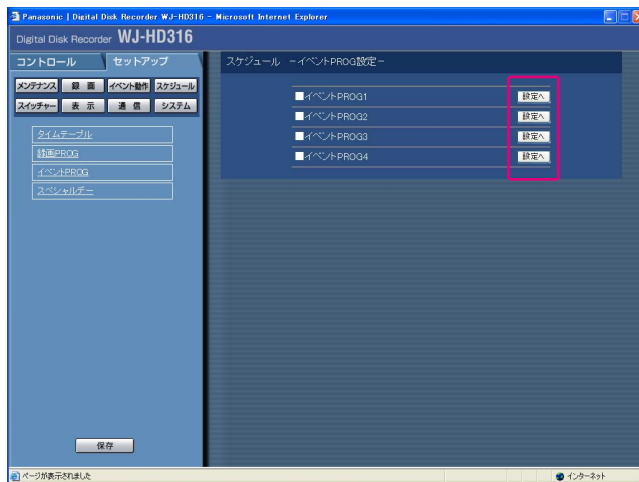 Panasonic | Digital Disk Recorder WJ-HD316 - Microsoft Internet Explorer
Digital Disk Recorder WJ-HD316
コントロール セットアップ
メンテナンス 録 画 イベント動作 スケジュール
スイッチャー 表 示 通 信 システム
タイムテーブル
録画PROG
イベントPROG
スペシャルデー
保存
スケジュール -イベントPROG設定-
■イベントPROG1 設定へ
■イベントPROG2 設定へ
■イベントPROG3 設定へ
■イベントPROG4 設定へ
ページが表示されました インターネット